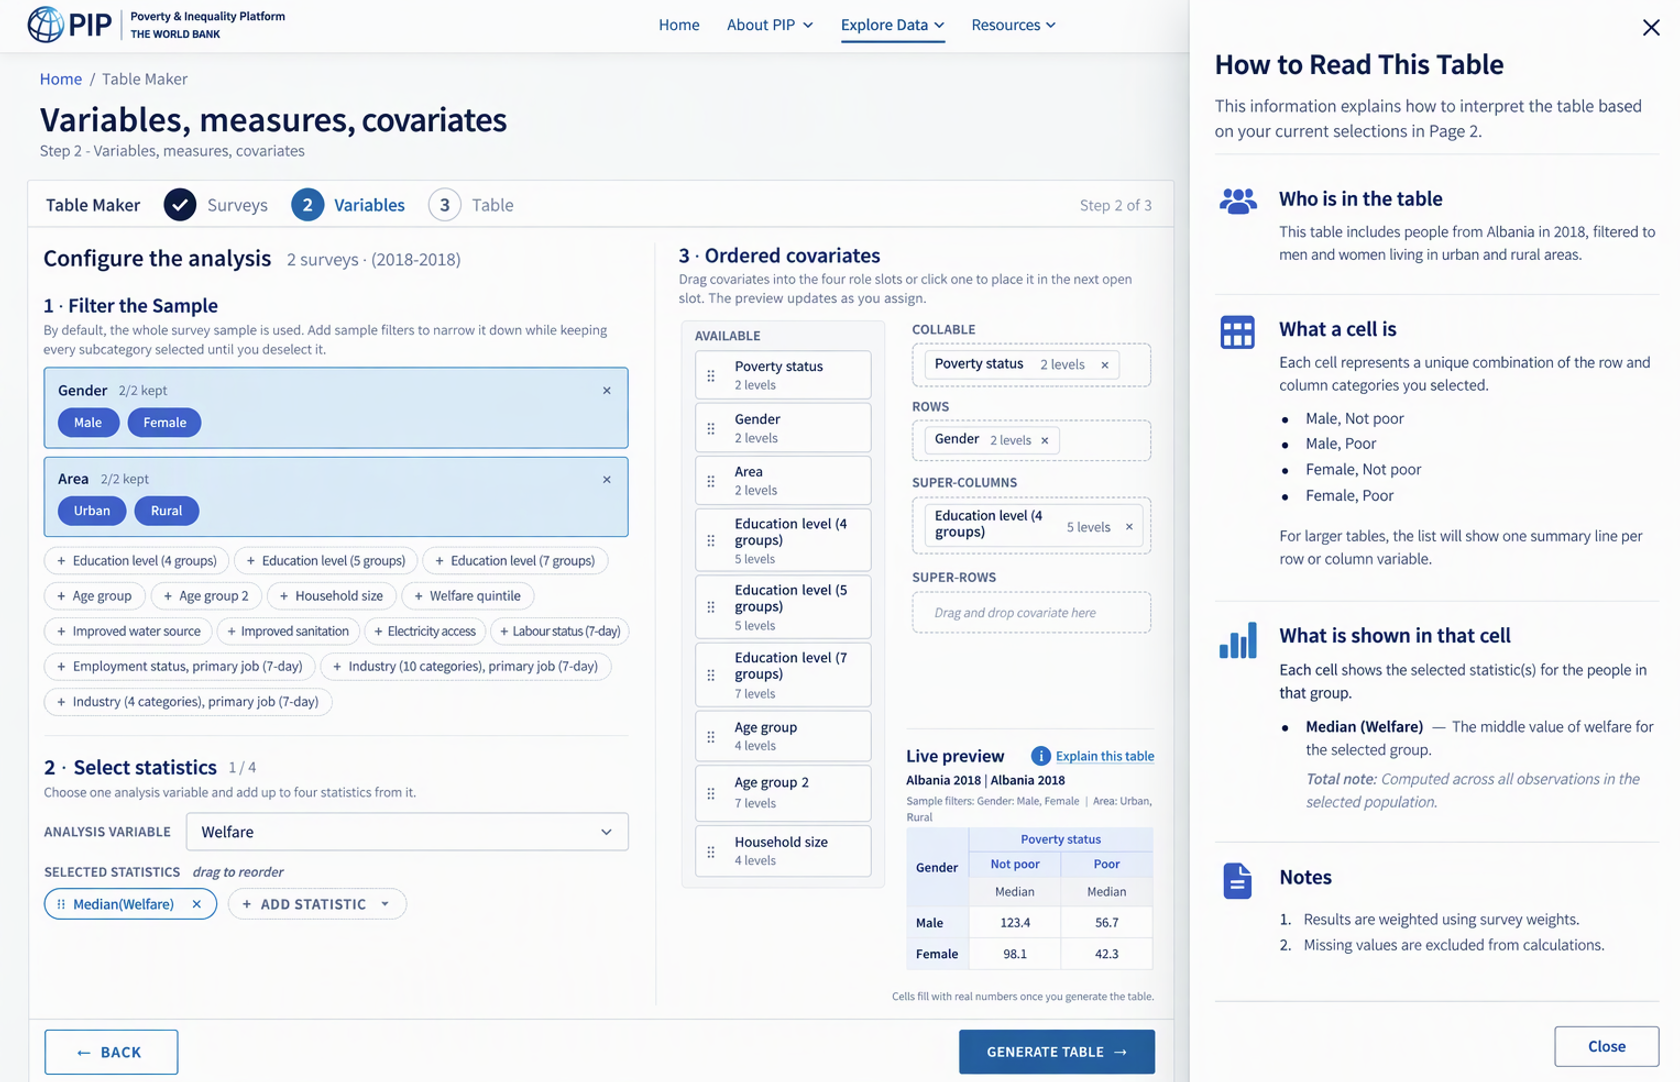 PIP
Poverty & Inequality Platform
THE WORLD BANK
Home
About PIP
Explore Data
Resources
Home / Table Maker
Variables, measures, covariates
Step 2 - Variables, measures, covariates
Table Maker
Surveys
2 Variables
3 Table
Step 2 of 3
Configure the analysis 2 surveys · (2018-2018)
1 · Filter the Sample
By default, the whole survey sample is used. Add sample filters to narrow it down while keeping
every subcategory selected until you deselect it.
Gender 2/2 kept ×
Male Female
Area 2/2 kept ×
Urban Rural
+ Education level (4 groups) + Education level (5 groups) + Education level (7 groups)
+ Age group + Age group 2 + Household size + Welfare quintile
+ Improved water source + Improved sanitation + Electricity access + Labour status (7-day)
+ Employment status, primary job (7-day) + Industry (10 categories), primary job (7-day)
+ Industry (4 categories), primary job (7-day)
2 · Select statistics 1 / 4
Choose one analysis variable and add up to four statistics from it.
ANALYSIS VARIABLE Welfare
SELECTED STATISTICS drag to reorder
Median(Welfare) × + ADD STATISTIC
3 · Ordered covariates
Drag covariates into the four role slots or click one to place it in the next open
slot. The preview updates as you assign.
AVAILABLE
Poverty status
2 levels
Gender
2 levels
Area
2 levels
Education level (4
groups)
5 levels
Education level (5
groups)
5 levels
Education level (7
groups)
7 levels
Age group
4 levels
Age group 2
7 levels
Household size
4 levels
COLLABLE
Poverty status 2 levels ×
ROWS
Gender 2 levels ×
SUPER-COLUMNS
Education level (4
groups) 5 levels ×
SUPER-ROWS
Drag and drop covariate here
Live preview i Explain this table
Albania 2018 | Albania 2018
Sample filters: Gender: Male, Female | Area: Urban,
Rural
Poverty status
Gender Not poor Poor
Median Median
Male 123.4 56.7
Female 98.1 42.3
Cells fill with real numbers once you generate the table.
← BACK
GENERATE TABLE →
How to Read This Table
This information explains how to interpret the table based
on your current selections in Page 2.
Who is in the table
This table includes people from Albania in 2018, filtered to
men and women living in urban and rural areas.
What a cell is
Each cell represents a unique combination of the row and
column categories you selected.
• Male, Not poor
• Male, Poor
• Female, Not poor
• Female, Poor
For larger tables, the list will show one summary line per
row or column variable.
What is shown in that cell
Each cell shows the selected statistic(s) for the people in
that group.
• Median (Welfare) — The middle value of welfare for
the selected group.
Total note: Computed across all observations in the
selected population.
Notes
1. Results are weighted using survey weights.
2. Missing values are excluded from calculations.
Close